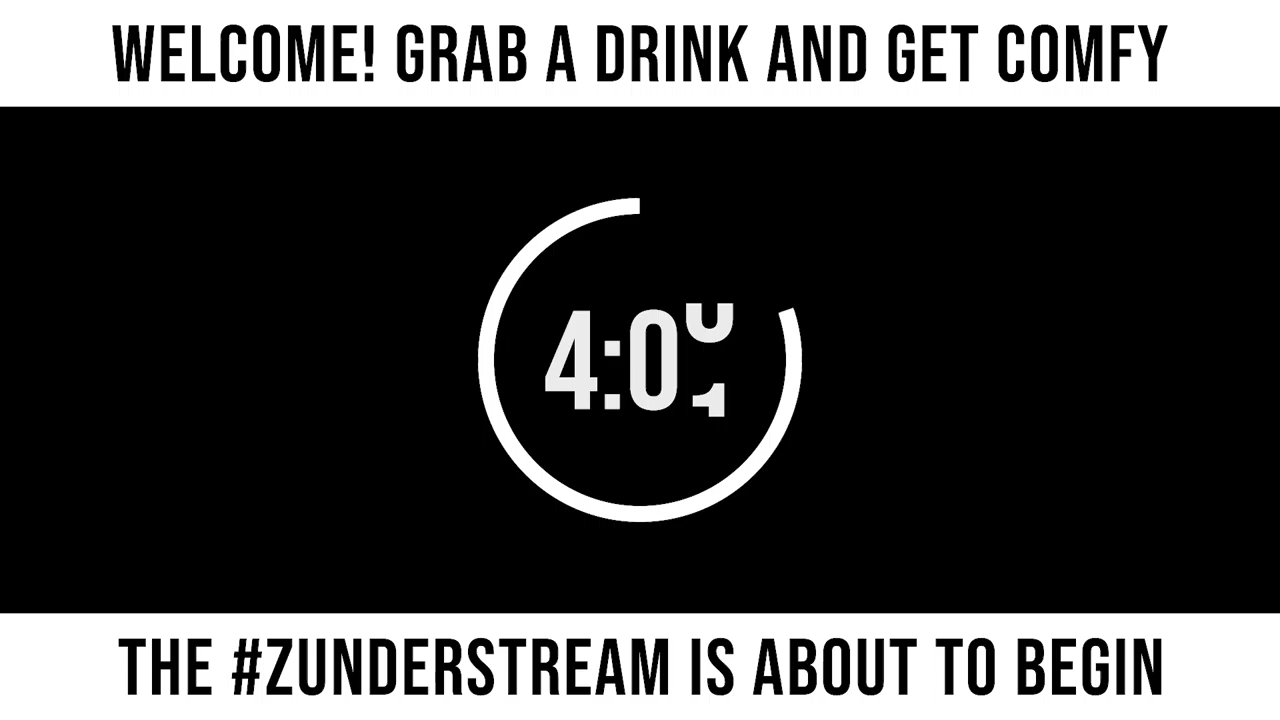 WELCOME! GRAB A DRINK AND GET COMFY
4:0
THE #ZUNDERSTREAM IS ABOUT TO BEGIN